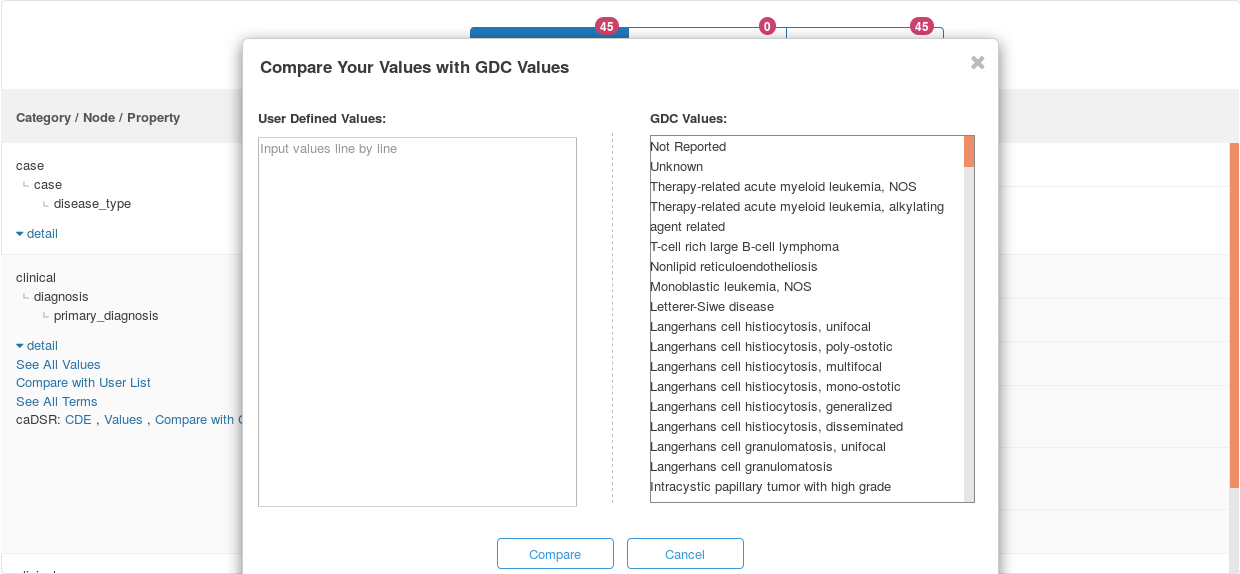 45
0
45
Compare Your Values with GDC Values
Category / Node / Property
User Defined Values:
GDC Values:
Input values line by line
Not Reported
Unknown
Therapy-related acute myeloid leukemia, NOS
Therapy-related acute myeloid leukemia, alkylating
agent related
T-cell rich large B-cell lymphoma
Nonlipid reticuloendotheliosis
Monoblastic leukemia, NOS
Letterer-Siwe disease
Langerhans cell histiocytosis, unifocal
Langerhans cell histiocytosis, poly-ostotic
Langerhans cell histiocytosis, multifocal
Langerhans cell histiocytosis, mono-ostotic
Langerhans cell histiocytosis, generalized
Langerhans cell histiocytosis, disseminated
Langerhans cell granulomatosis, unifocal
Langerhans cell granulomatosis
Intracystic papillary tumor with high grade
case
case
disease_type
detail
clinical
diagnosis
primary_diagnosis
detail
See All Values
Compare with User List
See All Terms
caDSR: CDE , Values , Compare with
Compare
Cancel